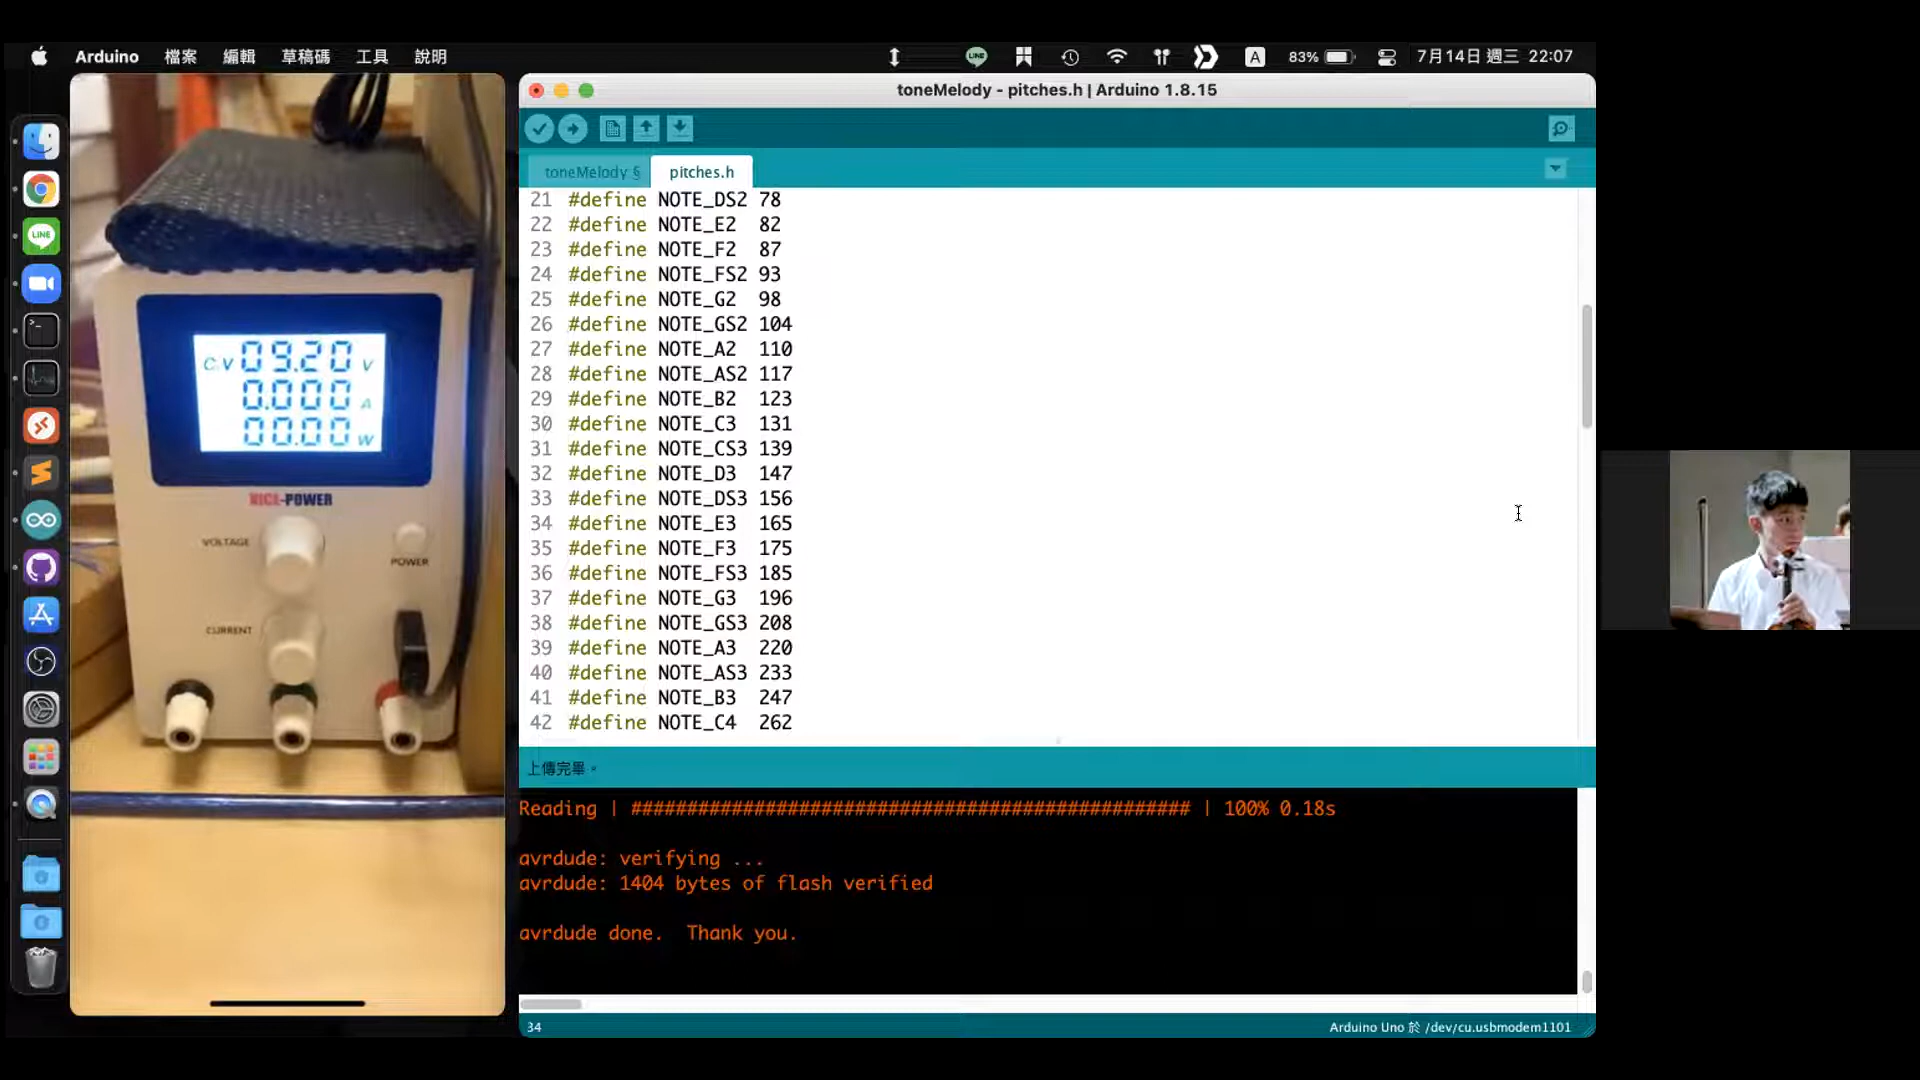 Arduino 檔案 編輯 草稿碼 工具 說明 LINE A 83% 7月14日 週三 22:07
toneMelody - pitches.h | Arduino 1.8.15
toneMelody § pitches.h
21 #define NOTE_DS2 78
22 #define NOTE_E2 82
23 #define NOTE_F2 87
24 #define NOTE_FS2 93
25 #define NOTE_G2 98
26 #define NOTE_GS2 104
27 #define NOTE_A2 110
28 #define NOTE_AS2 117
29 #define NOTE_B2 123
30 #define NOTE_C3 131
31 #define NOTE_CS3 139
32 #define NOTE_D3 147
33 #define NOTE_DS3 156
34 #define NOTE_E3 165
35 #define NOTE_F3 175
36 #define NOTE_FS3 185
37 #define NOTE_G3 196
38 #define NOTE_GS3 208
39 #define NOTE_A3 220
40 #define NOTE_AS3 233
41 #define NOTE_B3 247
42 #define NOTE_C4 262
上傳完畢。
Reading | ################################################## | 100% 0.18s
avrdude: verifying ...
avrdude: 1404 bytes of flash verified
avrdude done. Thank you.
34
Arduino Uno 於 /dev/cu.usbmodem1101
LINE
C.V 09.20 V
0.000 A
00.00 W
NICE-POWER
VOLTAGE
POWER
CURRENT